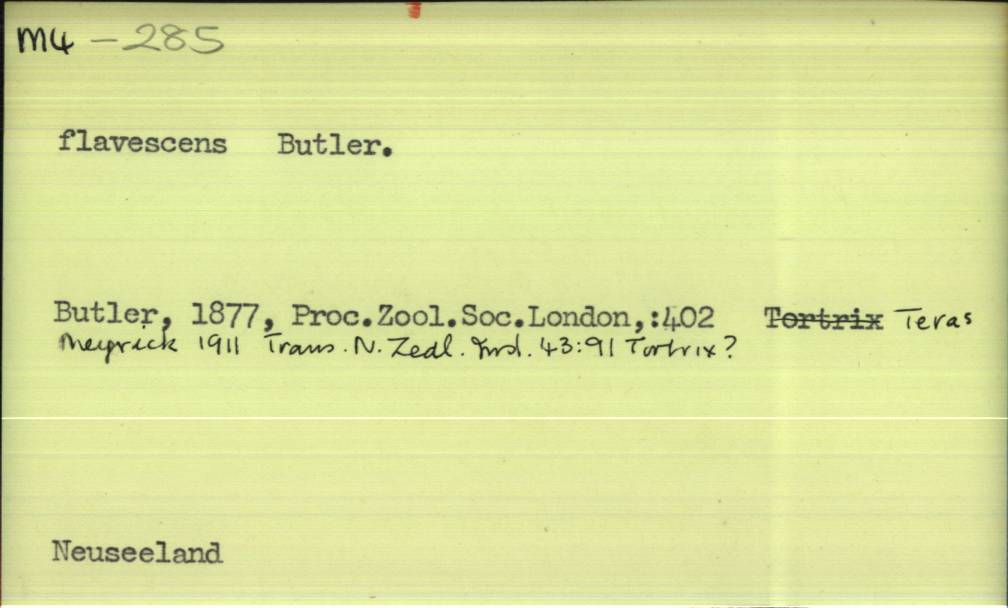 M4 - 285
flavescens Butler.
Butler, 1877, Proc.Zool.Soc.London,:402 Tortrix Teras
Meyrick 1911 Trans. N. Zedl. Inst. 43:91 Tortrix?
Neuseeland